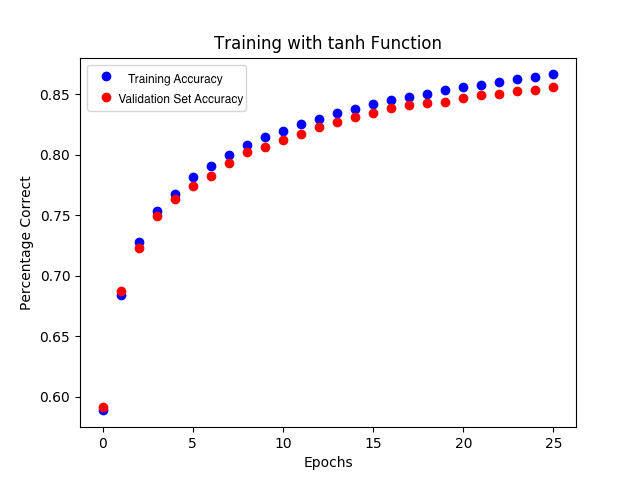 Training with tanh Function
Training Accuracy
Validation Set Accuracy
Percentage Correct
0.85
0.80
0.75
0.70
0.65
0.60
0 5 10 15 20 25
Epochs